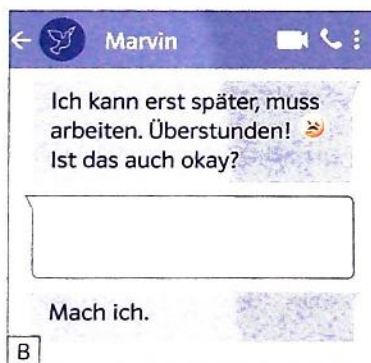 Marvin
Ich kann erst später, muss
arbeiten. Überstunden!
Ist das auch okay?
Mach ich.
B